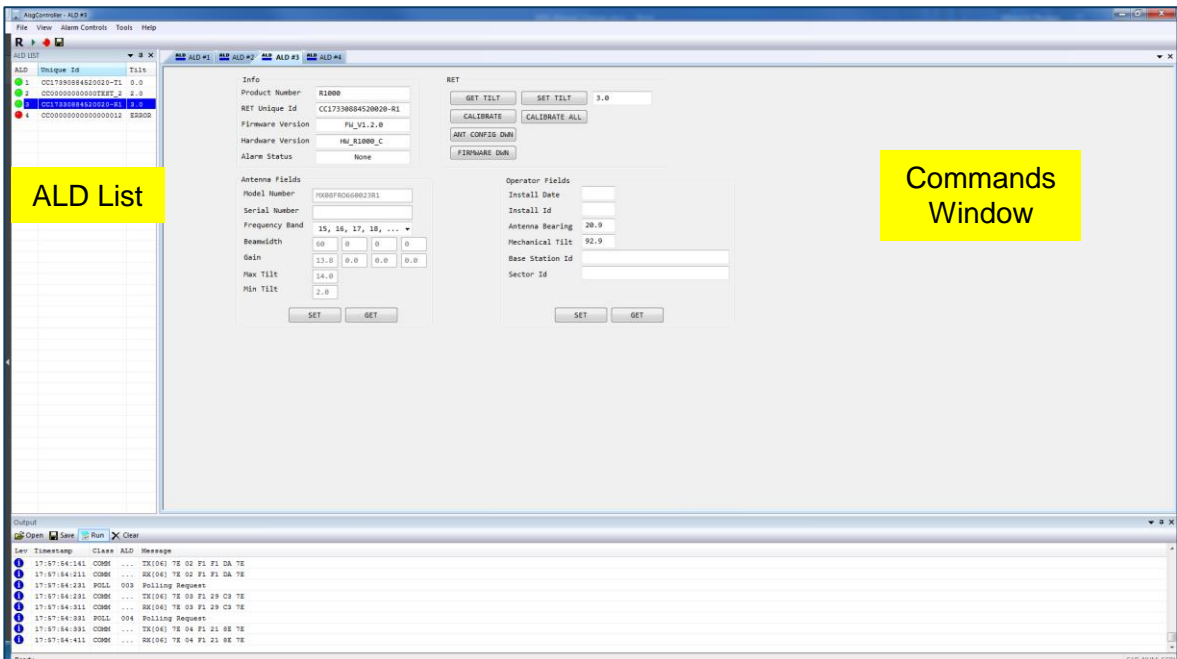 AisgController - ALD #3
File View Alarm Controls Tools Help
R
ALD LIST
ALD Unique Id Tilt
1 CC17390884520020-T1 0.0
2 CC00000000000TEST_2 2.0
3 CC17330884520020-R1 3.0
4 CC00000000000000012 ERROR
ALD ALD #1 ALD ALD #2 ALD ALD #3 ALD ALD #4
Info
Product Number R1000
RET Unique Id CC17330884520020-R1
Firmware Version FW_V1.2.0
Hardware Version HW_R1000_C
Alarm Status None
RET
GET TILT SET TILT 3.0
CALIBRATE CALIBRATE ALL
ANT CONFIG DWN
FIRMWARE DWN
ALD List
Commands
Window
Antenna Fields
Model Number MX08FRO660023R1
Serial Number
Frequency Band 15, 16, 17, 18, ...
Beamwidth 60 0 0 0
Gain 13.8 0.0 0.0 0.0
Max Tilt 14.0
Min Tilt 2.0
SET GET
Operator Fields
Install Date
Install Id
Antenna Bearing 20.9
Mechanical Tilt 92.9
Base Station Id
Sector Id
SET GET
Output
Open Save Run Clear
Lev Timestamp Class ALD Message
17:57:54:141 COMM ... TX[06] 7E 02 F1 F1 DA 7E
17:57:54:211 COMM ... RX[06] 7E 02 F1 F1 DA 7E
17:57:54:231 POLL 003 Polling Request
17:57:54:231 COMM ... TX[06] 7E 03 F1 29 C3 7E
17:57:54:311 COMM ... RX[06] 7E 03 F1 29 C3 7E
17:57:54:331 POLL 004 Polling Request
17:57:54:331 COMM ... TX[06] 7E 04 F1 21 8E 7E
17:57:54:411 COMM ... RX[06] 7E 04 F1 21 8E 7E
Ready